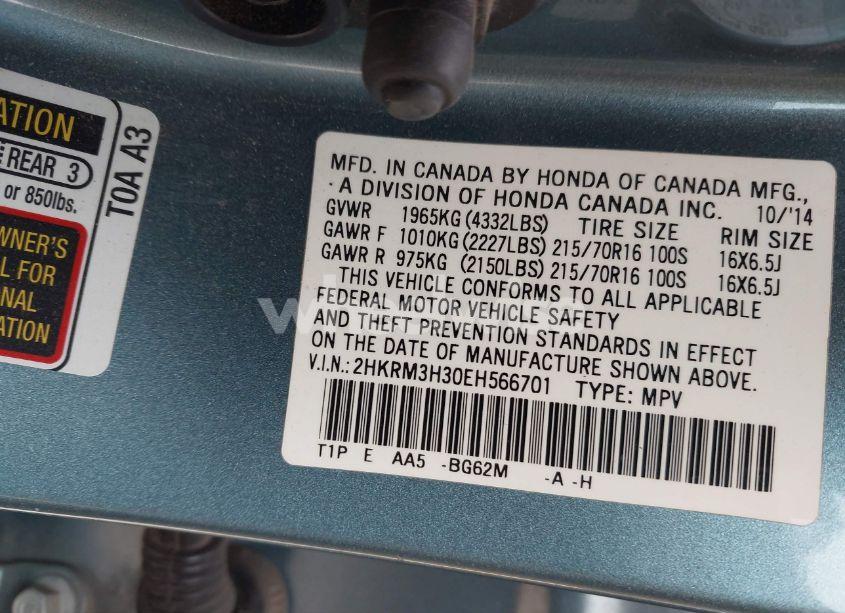 ATION
REAR 3
or 850lbs.
WNER'S
L FOR
NAL
ATION
TOA A3
MFD. IN CANADA BY HONDA OF CANADA MFG.,
A DIVISION OF HONDA CANADA INC. 10/'14
GVWR 1965KG (4332LBS) TIRE SIZE RIM SIZE
GAWR F 1010KG (2227LBS) 215/70R16 100S 16X6.5J
GAWR R 975KG (2150LBS) 215/70R16 100S 16X6.5J
THIS VEHICLE CONFORMS TO ALL APPLICABLE
FEDERAL MOTOR VEHICLE SAFETY
AND THEFT PREVENTION STANDARDS IN EFFECT
ON THE DATE OF MANUFACTURE SHOWN ABOVE.
V.I.N.: 2HKRM3H30EH566701 TYPE: MPV
T1P E AA5 -BG62M -A -H